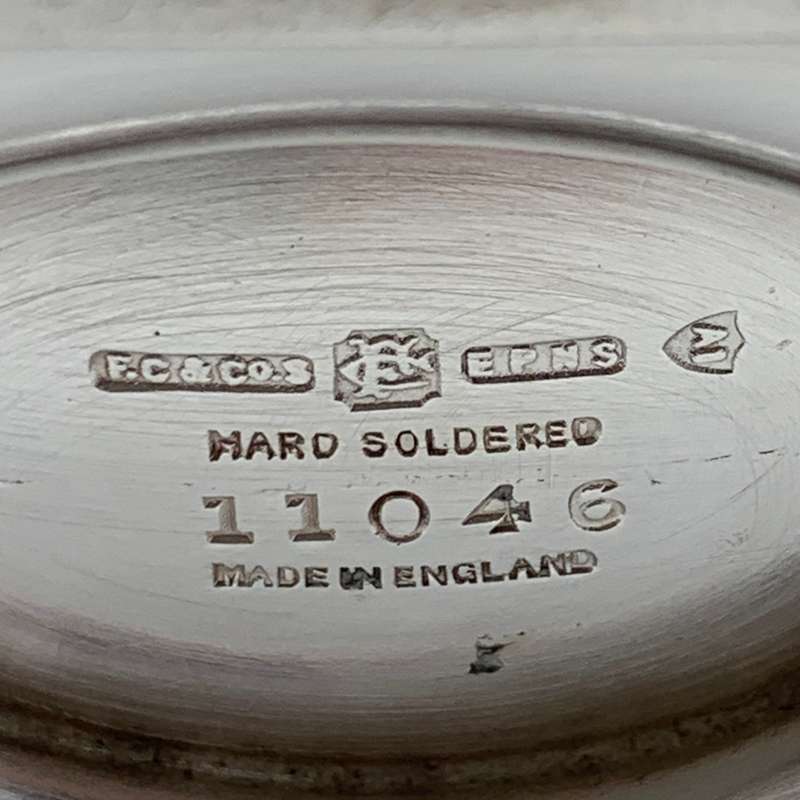 F.C & CO.S EPNS
HARD SOLDERED
11046
MADE IN ENGLAND